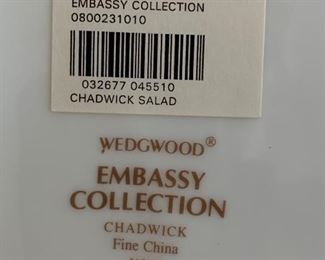 EMBASSY COLLECTION
0800231010
032677 045510
CHADWICK SALAD
WEDGWOOD®
EMBASSY
COLLECTION
CHADWICK
Fine China